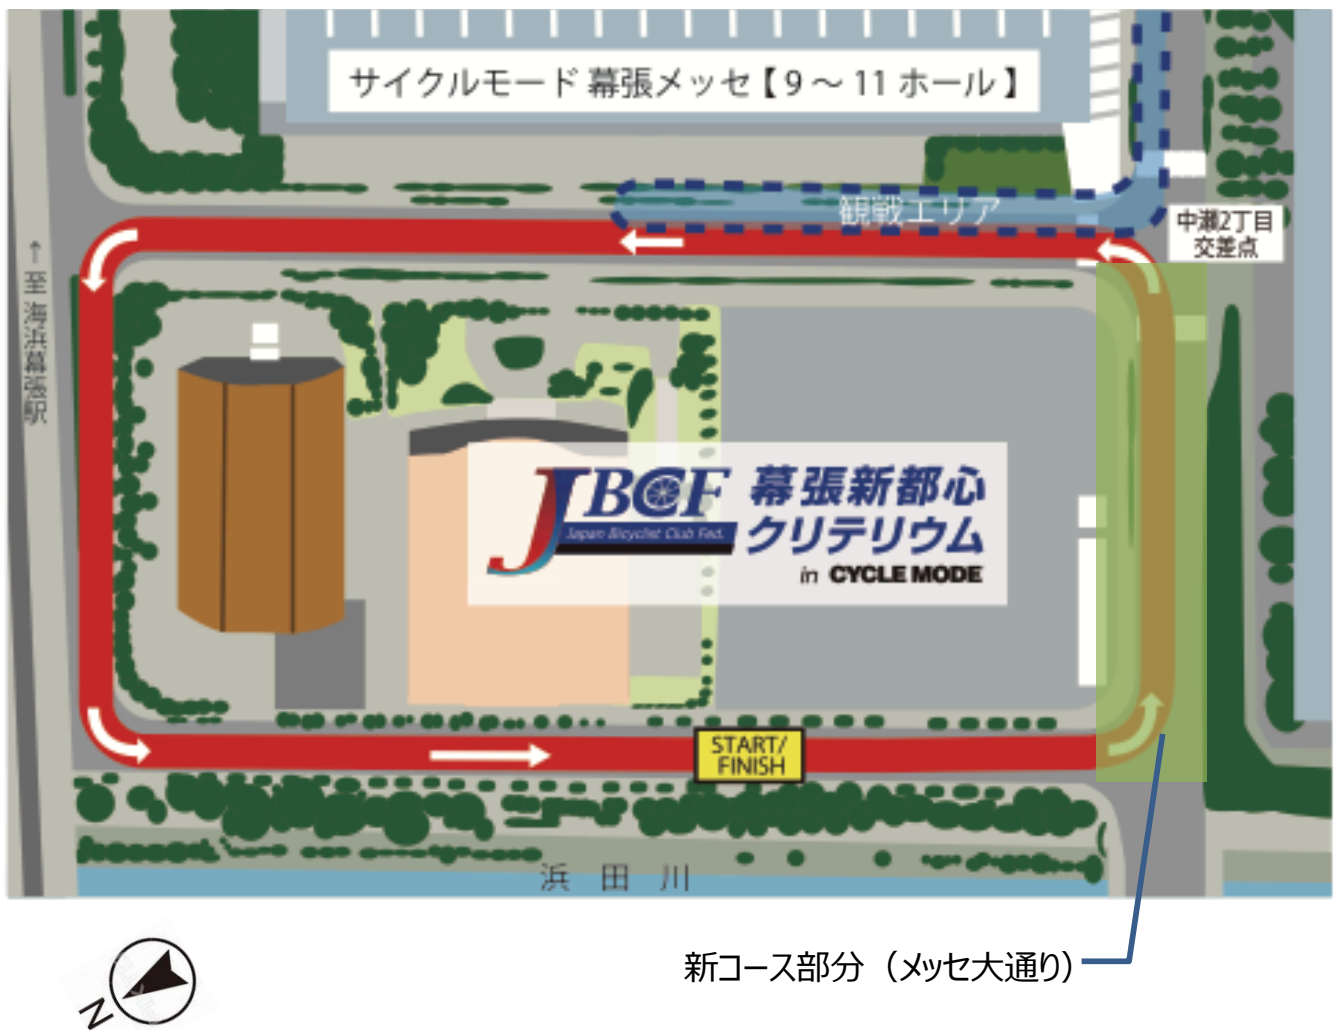 サイクルモード 幕張メッセ【9～11 ホール】
観戦エリア
中瀬2丁目
交差点
↑至 海浜幕張駅
JBCF
Japan Bicyclist Club Fed.
幕張新都心
クリテリウム
in CYCLE MODE
START/
FINISH
浜田川
新コース部分（メッセ大通り）
N